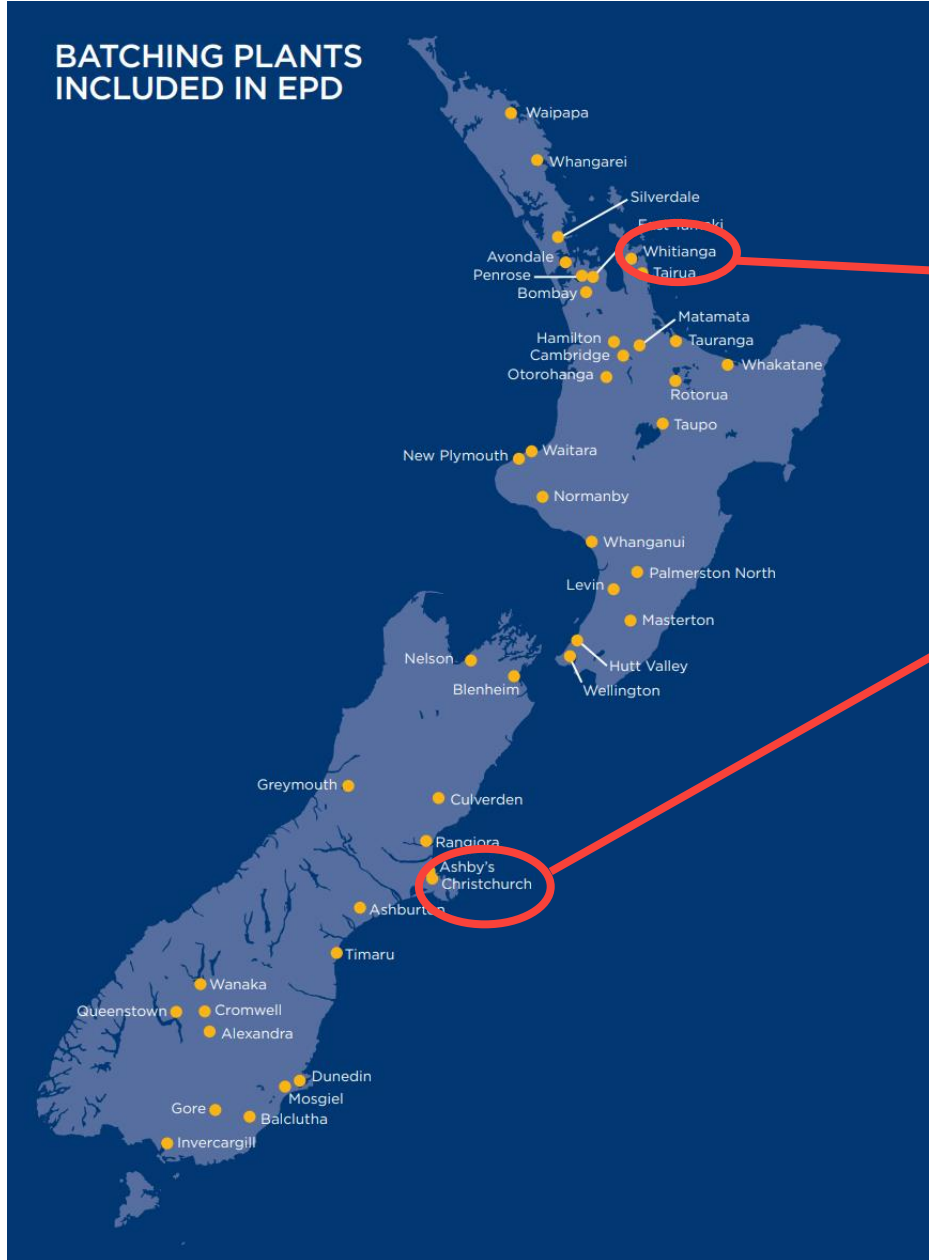 BATCHING PLANTS
INCLUDED IN EPD
Waipapa
Whangarei
Silverdale
East Tamaki
Whitianga
Avondale
Tairua
Penrose
Bombay
Matamata
Hamilton
Tauranga
Cambridge
Whakatane
Otorohanga
Rotorua
Taupo
Waitara
New Plymouth
Normanby
Whanganui
Palmerston North
Levin
Masterton
Nelson
Hutt Valley
Blenheim
Wellington
Greymouth
Culverden
Rangiora
Ashby's
Christchurch
Ashburton
Timaru
Wanaka
Queenstown
Cromwell
Alexandra
Dunedin
Mosgiel
Gore
Balclutha
Invercargill